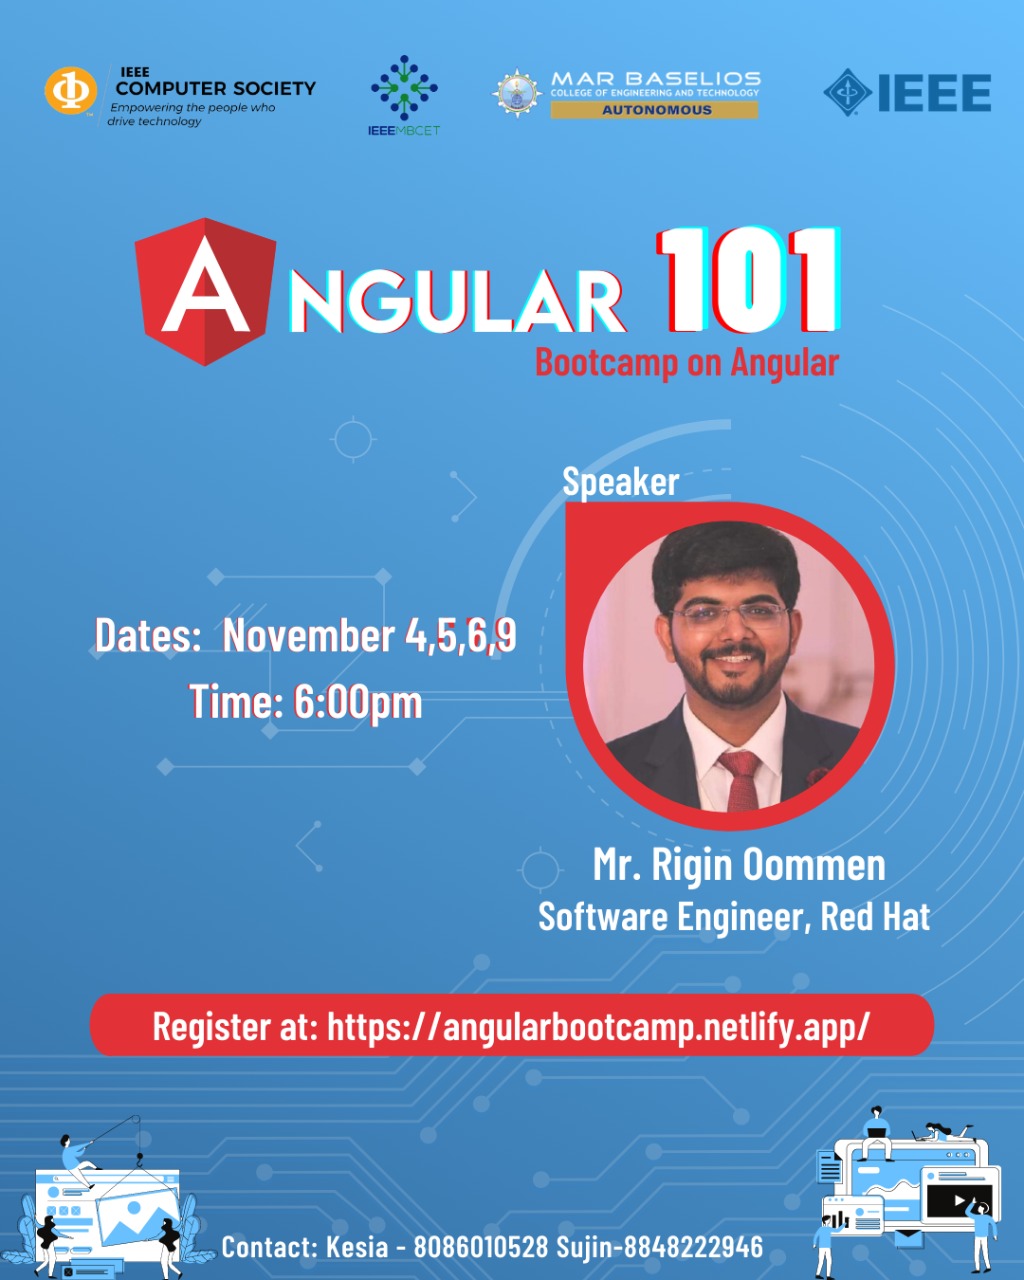 IEEE
COMPUTER SOCIETY
Empowering the people who
drive technology
IEEEMBCET
MAR BASELIOS
COLLEGE OF ENGINEERING AND TECHNOLOGY
AUTONOMOUS
IEEE
ANGULAR 101
Bootcamp on Angular
Speaker
Dates: November 4,5,6,9
Time: 6:00pm
Mr. Rigin Oommen
Software Engineer, Red Hat
Register at: https://angularbootcamp.netlify.app/
Contact: Kesia - 8086010528 Sujin-8848222946